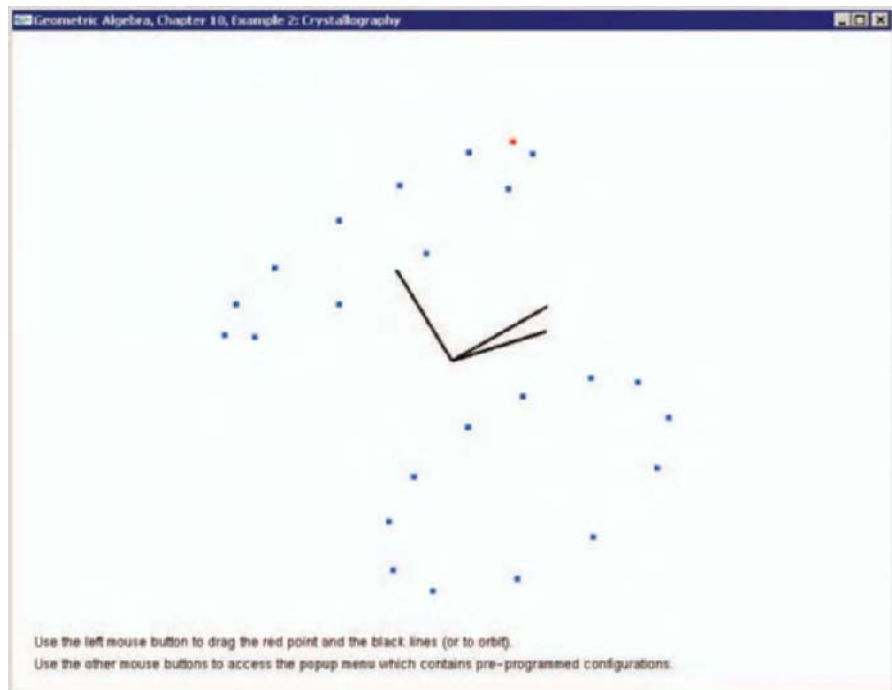 Geometric Algebra, Chapter 10, Example 2: Crystallography
Use the left mouse button to drag the red point and the black lines (or to orbit).
Use the other mouse buttons to access the popup menu which contains pre-programmed configurations.